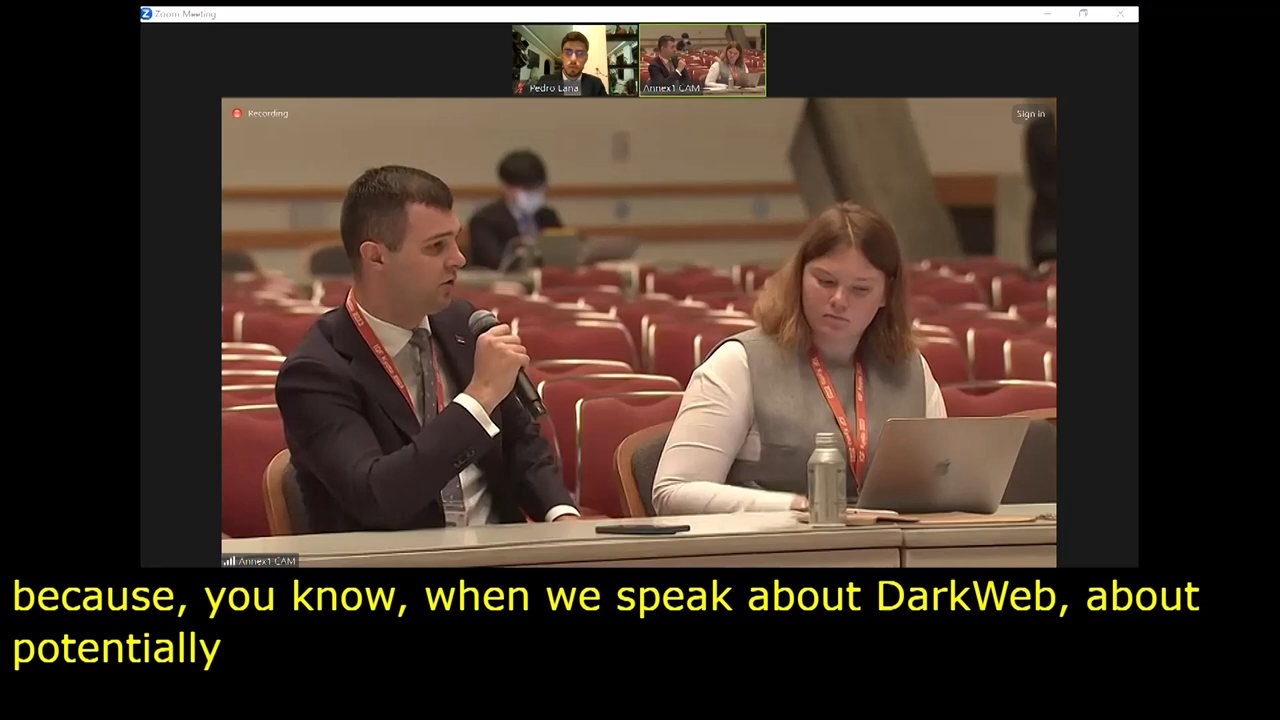 Zoom Meeting
Pedro Lana
Annex1 CAM
Recording
Sign in
Annex1 CAM
because, you know, when we speak about DarkWeb, about
potentially